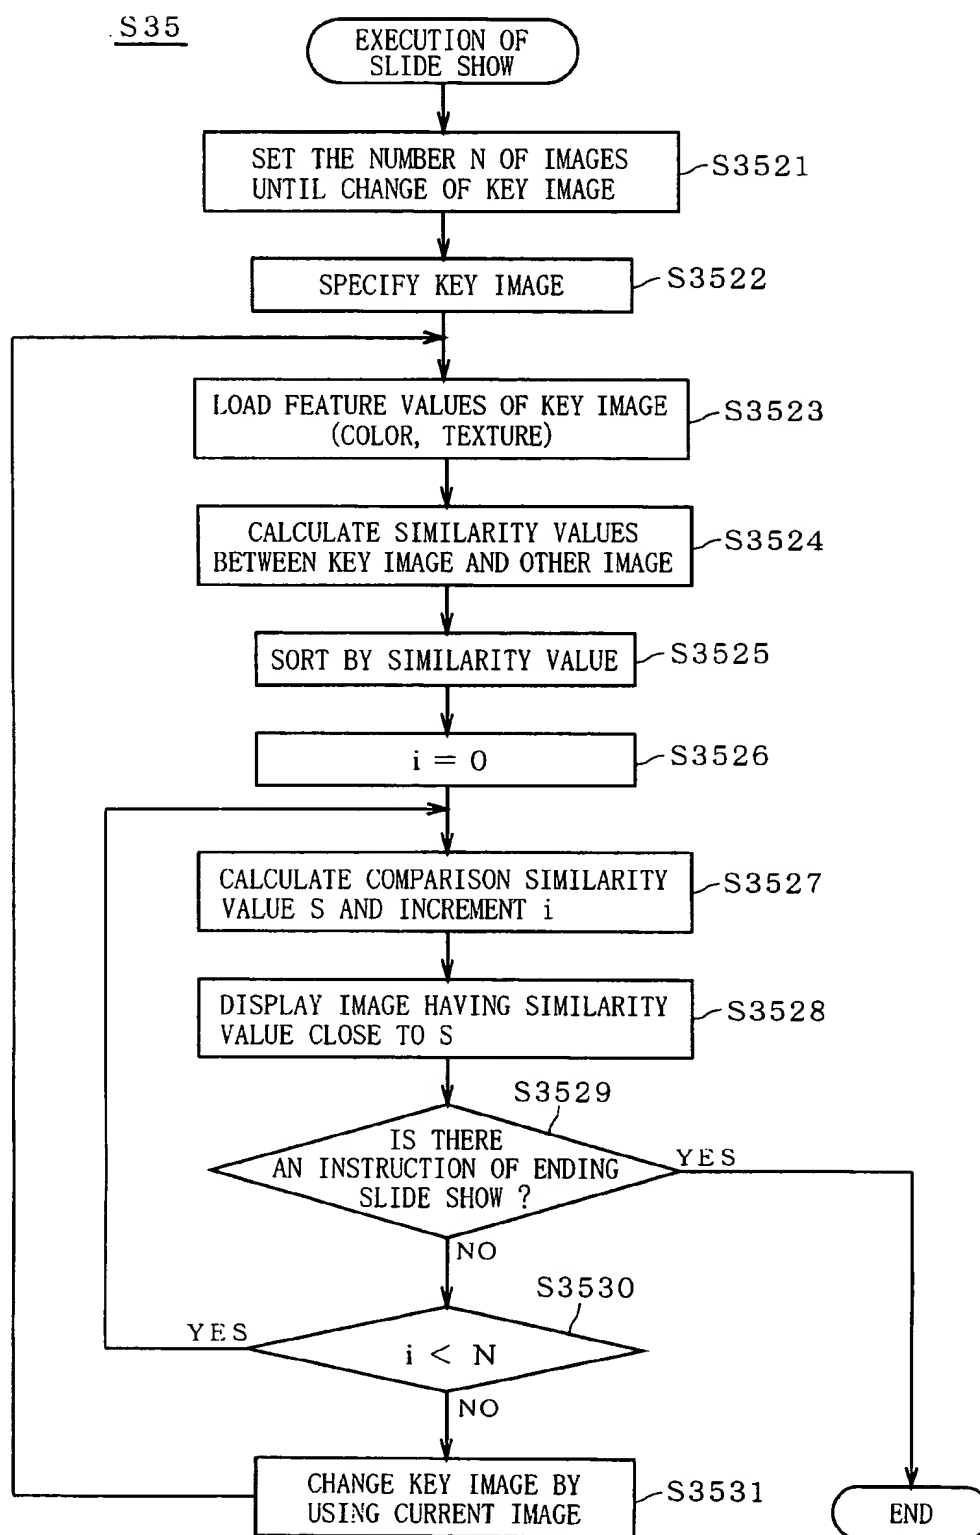 S35
EXECUTION OF
SLIDE SHOW
SET THE NUMBER N OF IMAGES
UNTIL CHANGE OF KEY IMAGE
S3521
SPECIFY KEY IMAGE
S3522
LOAD FEATURE VALUES OF KEY IMAGE
(COLOR, TEXTURE)
S3523
CALCULATE SIMILARITY VALUES
BETWEEN KEY IMAGE AND OTHER IMAGE
S3524
SORT BY SIMILARITY VALUE
S3525
i = 0
S3526
CALCULATE COMPARISON SIMILARITY
VALUE S AND INCREMENT i
S3527
DISPLAY IMAGE HAVING SIMILARITY
VALUE CLOSE TO S
S3528
S3529
IS THERE
AN INSTRUCTION OF ENDING
SLIDE SHOW ?
YES
NO
S3530
YES
i < N
NO
CHANGE KEY IMAGE BY
USING CURRENT IMAGE
S3531
END